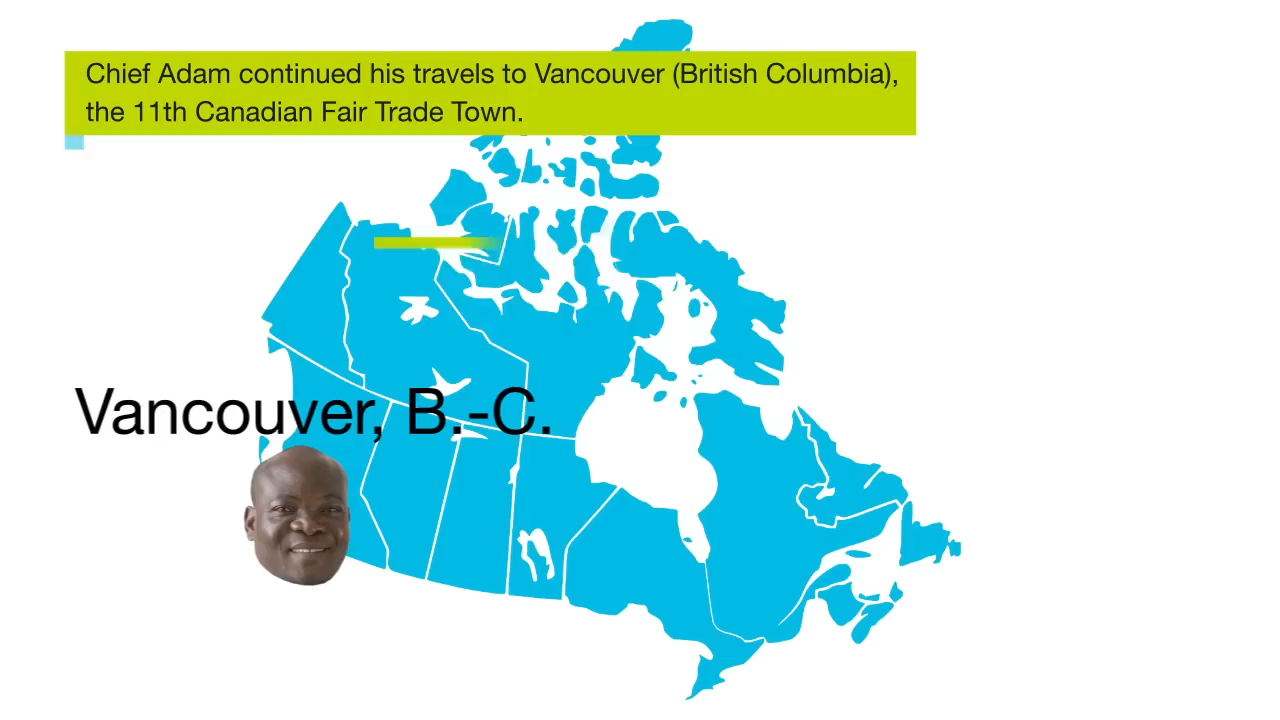 Chief Adam continued his travels to Vancouver (British Columbia),
the 11th Canadian Fair Trade Town.
Vancouver, B.-C.